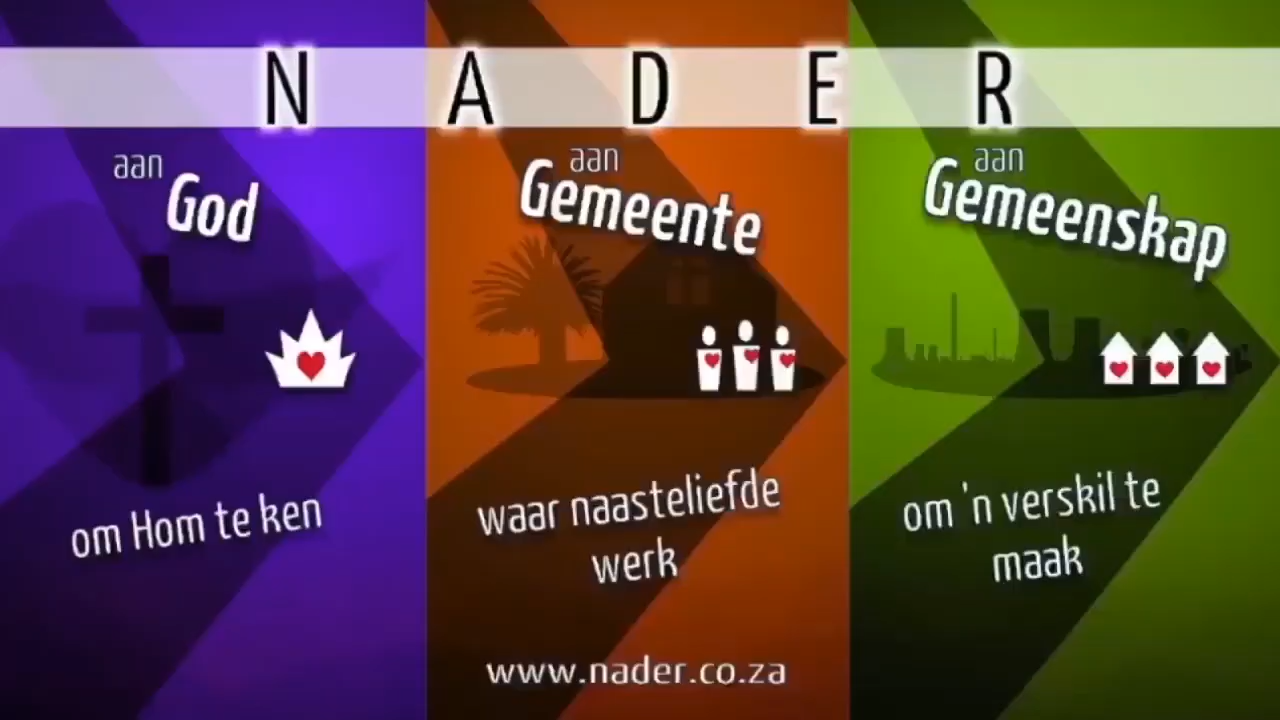 N A D E R
aan
God
om Hom te ken
aan
Gemeente
waar naasteliefde
werk
aan
Gemeenskap
om 'n verskil te
maak
www.nader.co.za